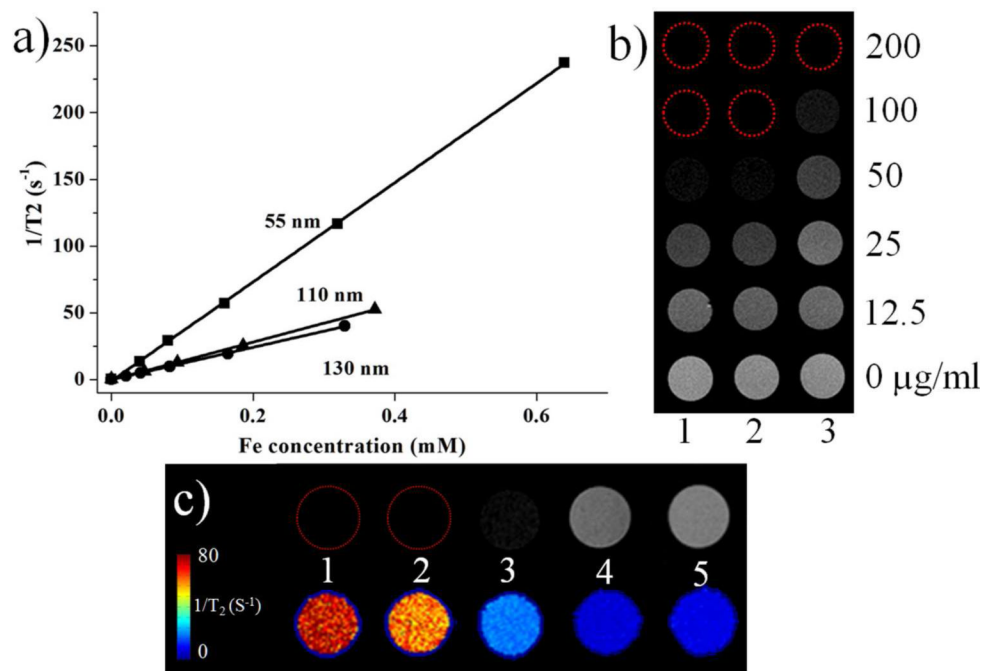 a)
250
200
150
100
50
0
1/T2 (s⁻¹)
55 nm
110 nm
130 nm
0.0 0.2 0.4 0.6
Fe concentration (mM)
b)
200
100
50
25
12.5
0 µg/ml
1 2 3
c)
1 2 3 4 5
80
1/T₂ (S⁻¹)
0